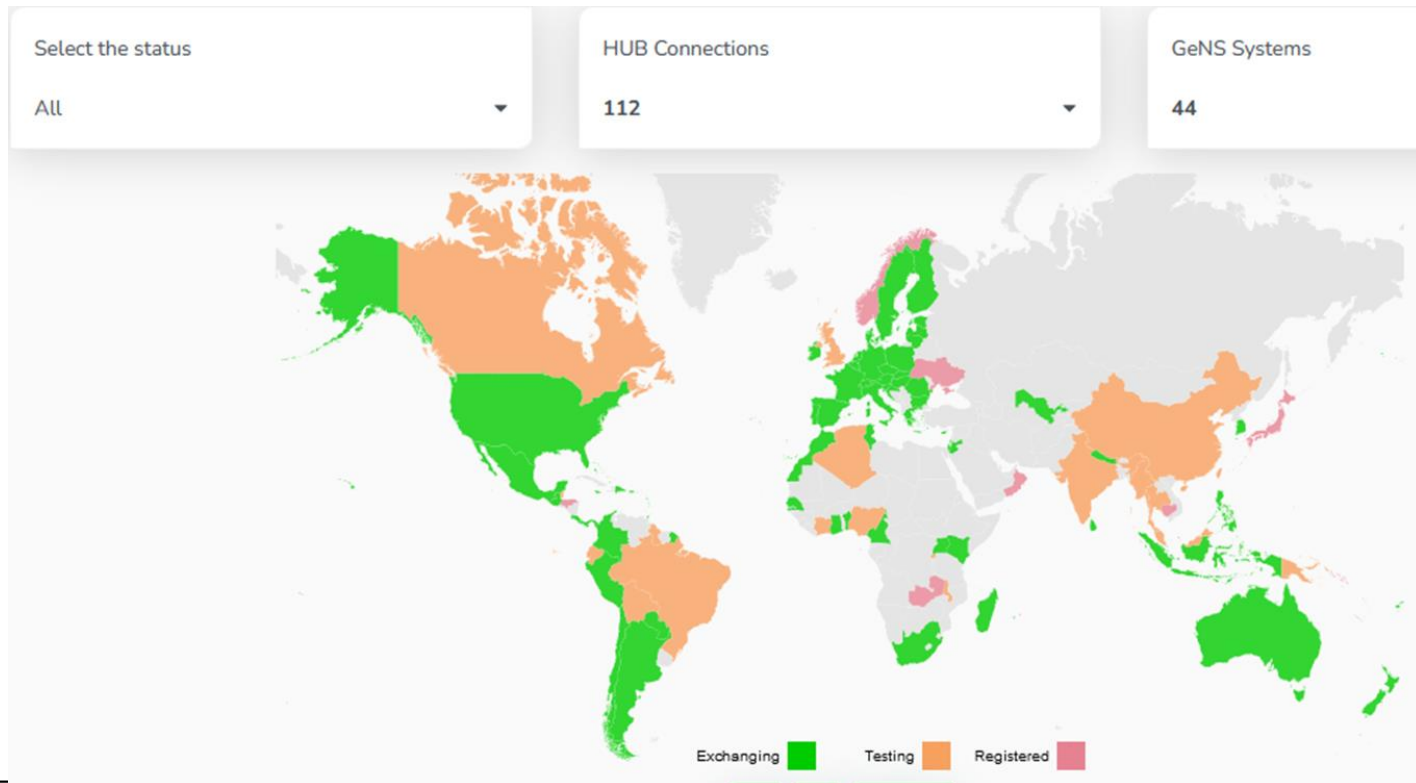 Select the status
HUB Connections
GeNS Systems
All
112
44
Exchanging
Testing
Registered